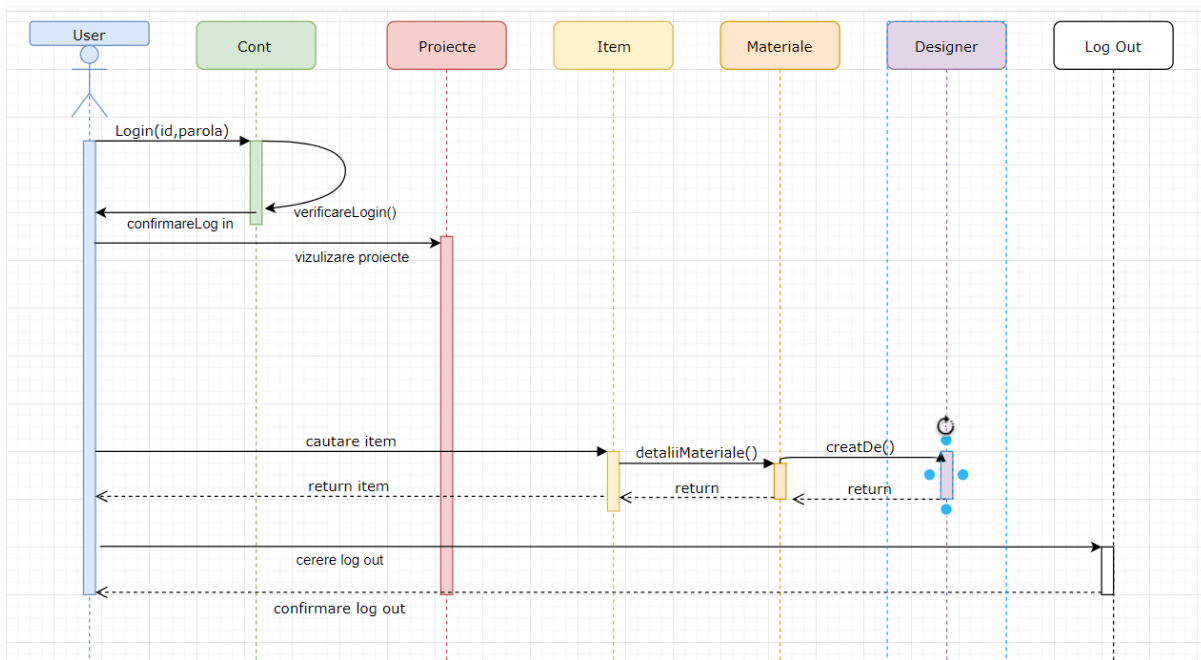 User
Cont
Proiecte
Item
Materiale
Designer
Log Out
Login(id,parola)
verificareLogin()
confirmareLog in
vizulizare proiecte
cautare item
detaliiMateriale()
creatDe()
return item
return
return
cerere log out
confirmare log out